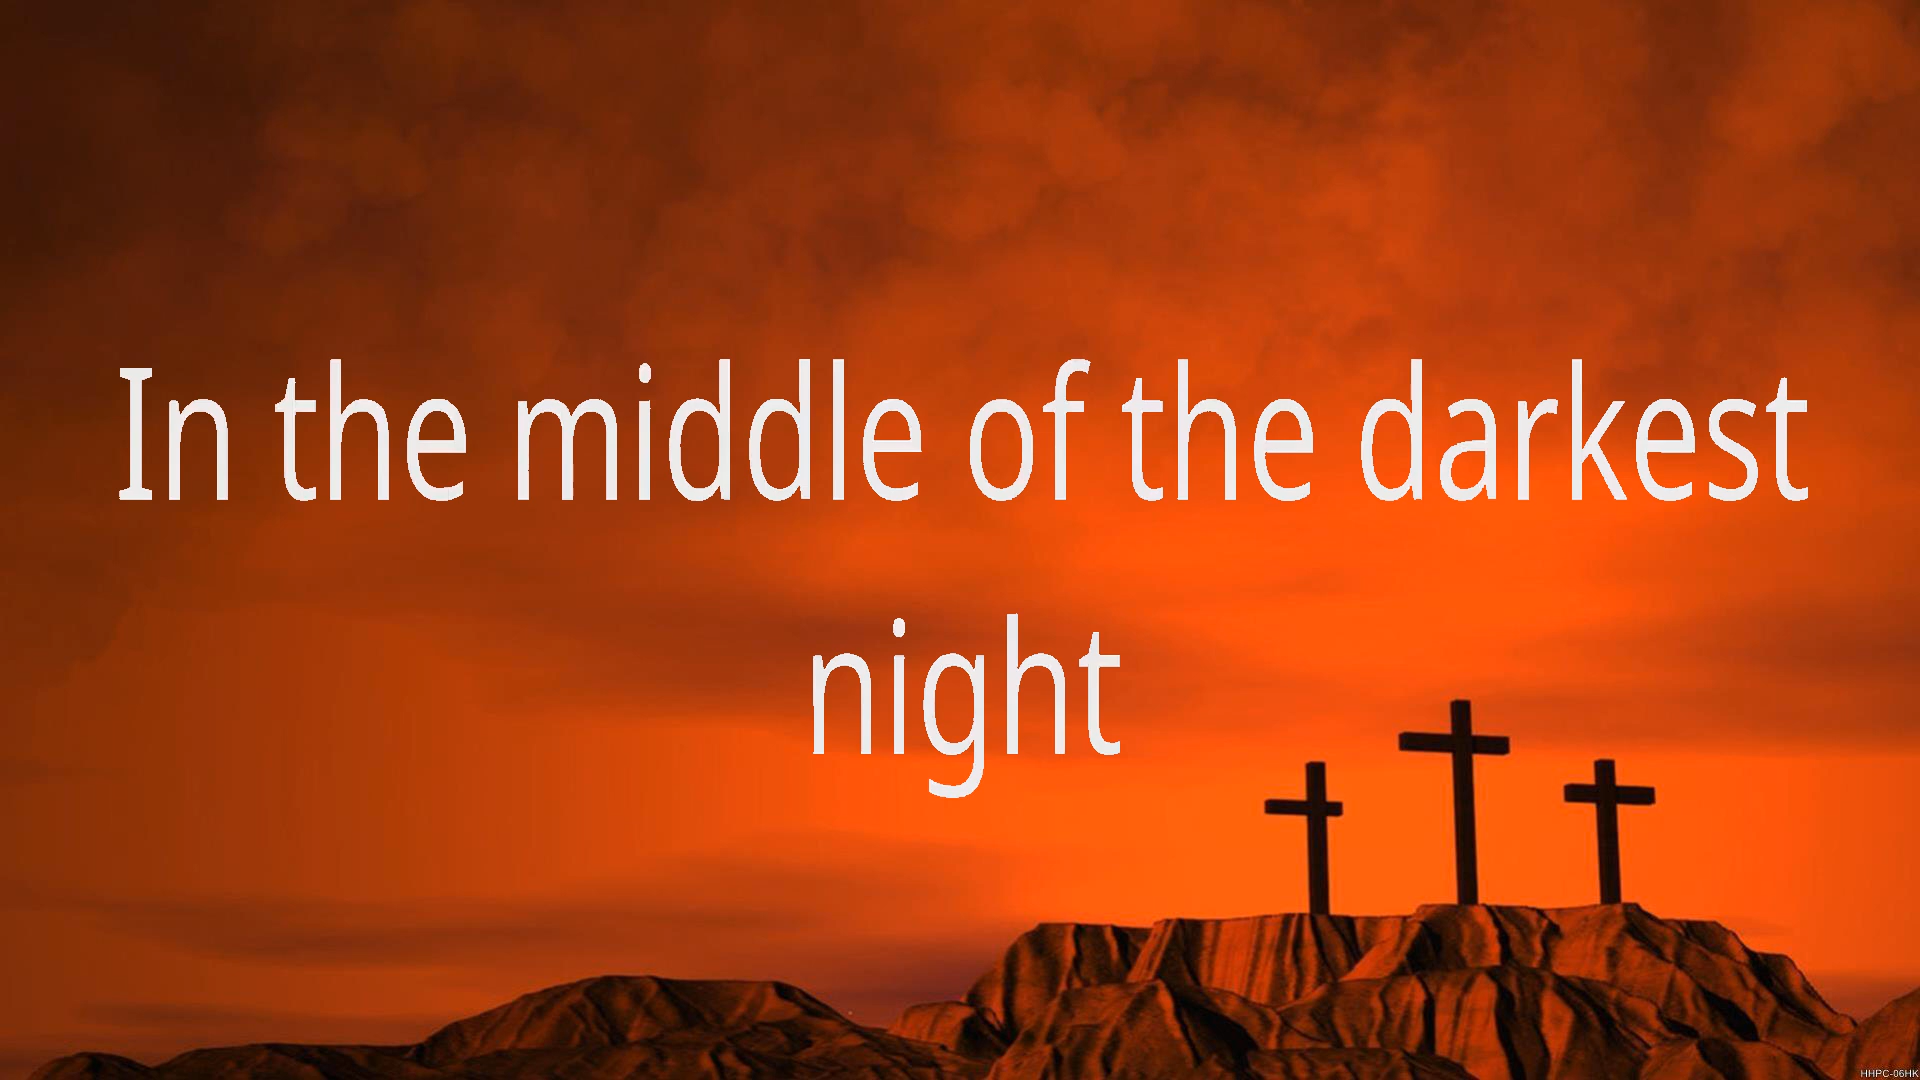 In the middle of the darkest
night
HHPC-06HK